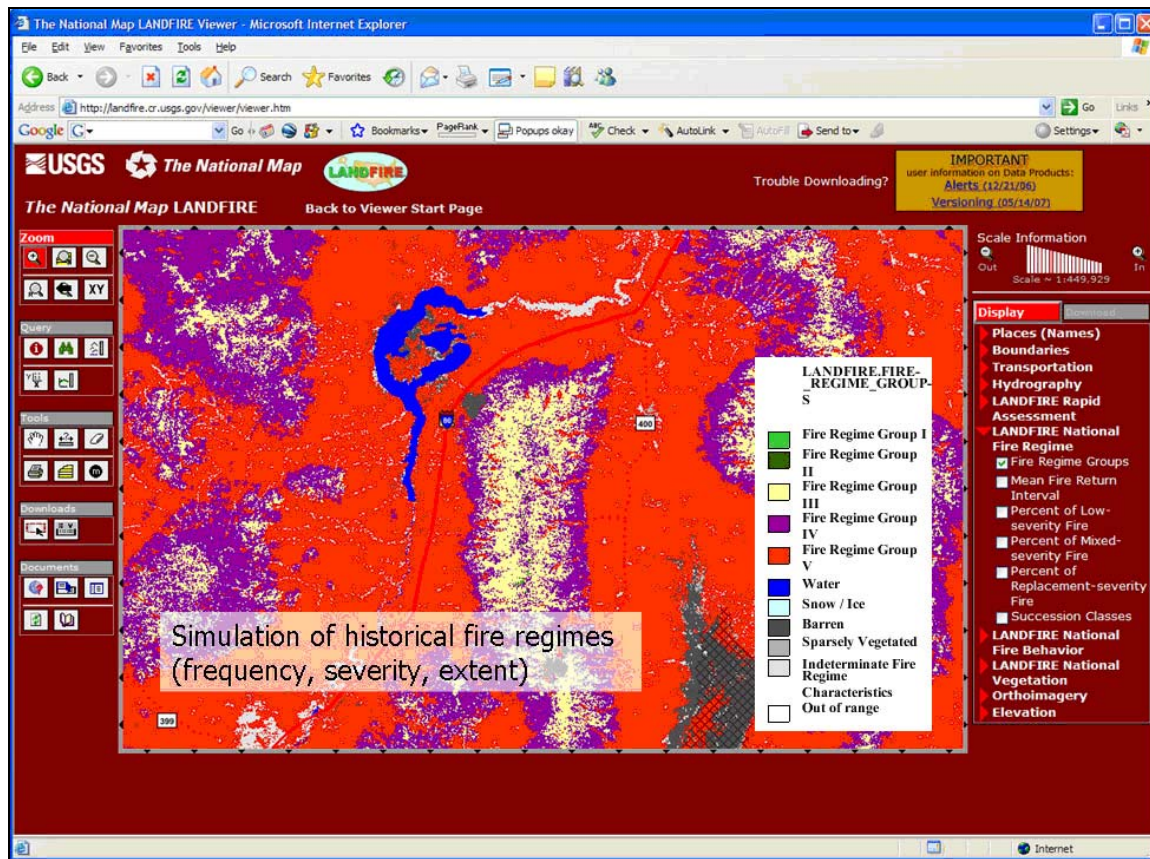 The National Map LANDFIRE Viewer - Microsoft Internet Explorer
File Edit View Favorites Tools Help
Back Search Favorites
Address http://landfire.cr.usgs.gov/viewer/viewer.htm Go Links
Google G Go Bookmarks PageRank Popups okay ABC Check AutoLink AutoFill Send to Settings
USGS The National Map LANDFIRE
Trouble Downloading?
IMPORTANT
user information on Data Products:
Alerts (12/21/06)
Versioning (05/14/07)
The National Map LANDFIRE Back to Viewer Start Page
Zoom
XY
Query
Tools
Downloads
Documents
80
400
399
Simulation of historical fire regimes
(frequency, severity, extent)
LANDFIRE.FIRE-
_REGIME_GROUP-
S
Fire Regime Group I
Fire Regime Group
II
Fire Regime Group
III
Fire Regime Group
IV
Fire Regime Group
V
Water
Snow / Ice
Barren
Sparsely Vegetated
Indeterminate Fire
Regime
Characteristics
Out of range
Scale Information
Out In
Scale ~ 1:449,929
Display Download
Places (Names)
Boundaries
Transportation
Hydrography
LANDFIRE Rapid
Assessment
LANDFIRE National
Fire Regime
Fire Regime Groups
Mean Fire Return
Interval
Percent of Low-
severity Fire
Percent of Mixed-
severity Fire
Percent of
Replacement-severity
Fire
Succession Classes
LANDFIRE National
Fire Behavior
LANDFIRE National
Vegetation
Orthoimagery
Elevation
Internet